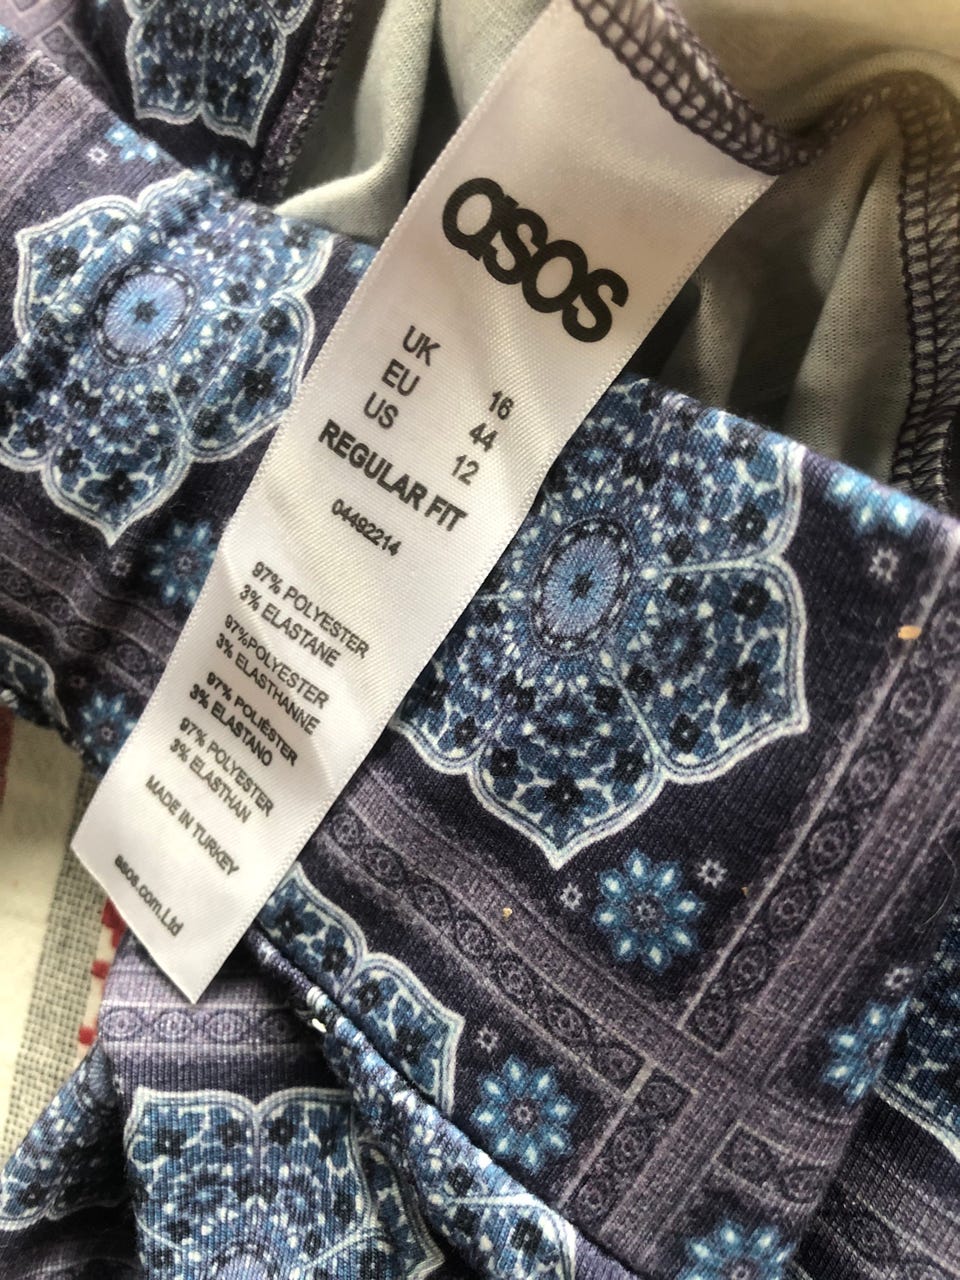 asos
UK 16
EU 44
US 12
REGULAR FIT
04492214
97% POLYESTER
3% ELASTANE
97%POLYESTER
3% ELASTHANNE
97% POLIÉSTER
3% ELASTANO
97% POLYESTER
3% ELASTHAN
MADE IN TURKEY
asos.com.Ltd